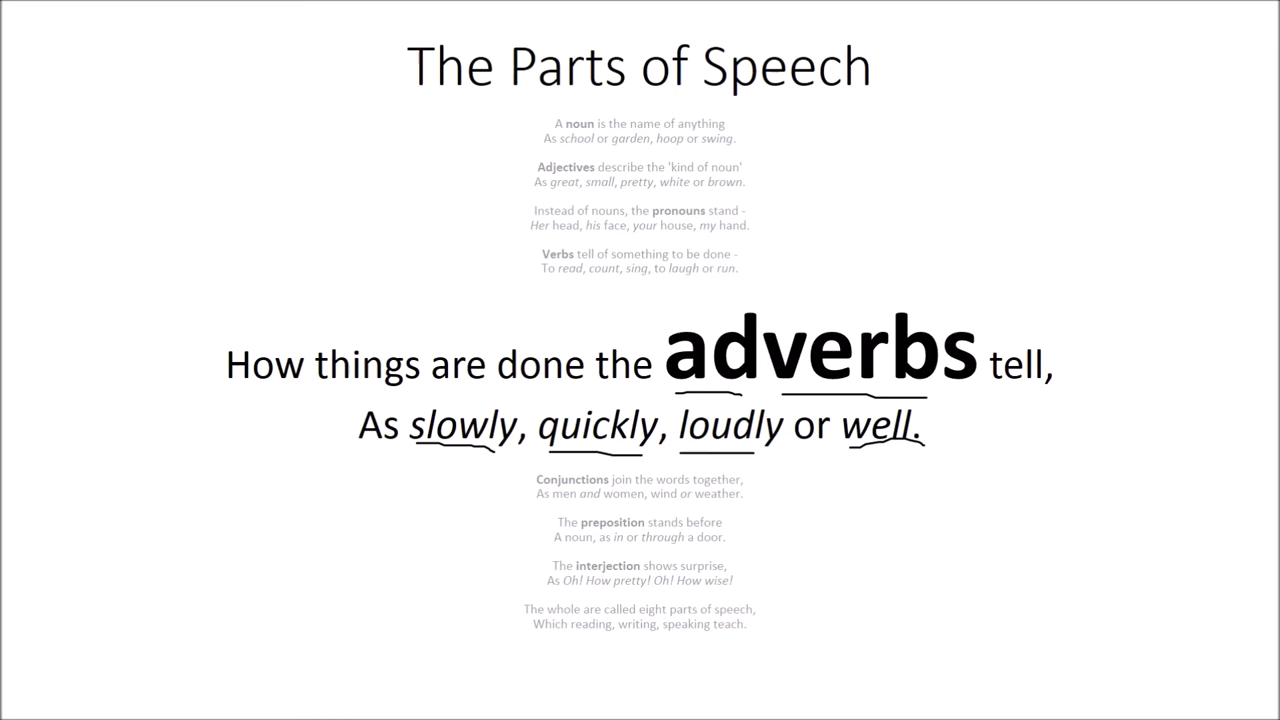 The Parts of Speech
A noun is the name of anything
As school or garden, hoop or swing.
Adjectives describe the 'kind of noun'
As great, small, pretty, white or brown.
Instead of nouns, the pronouns stand -
Her head, his face, your house, my hand.
Verbs tell of something to be done -
To read, count, sing, to laugh or run.
How things are done the adverbs tell,
As slowly, quickly, loudly or well.
Conjunctions join the words together,
As men and women, wind or weather.
The preposition stands before
A noun, as in or through a door.
The interjection shows surprise,
As Oh! How pretty! Oh! How wise!
The whole are called eight parts of speech,
Which reading, writing, speaking teach.